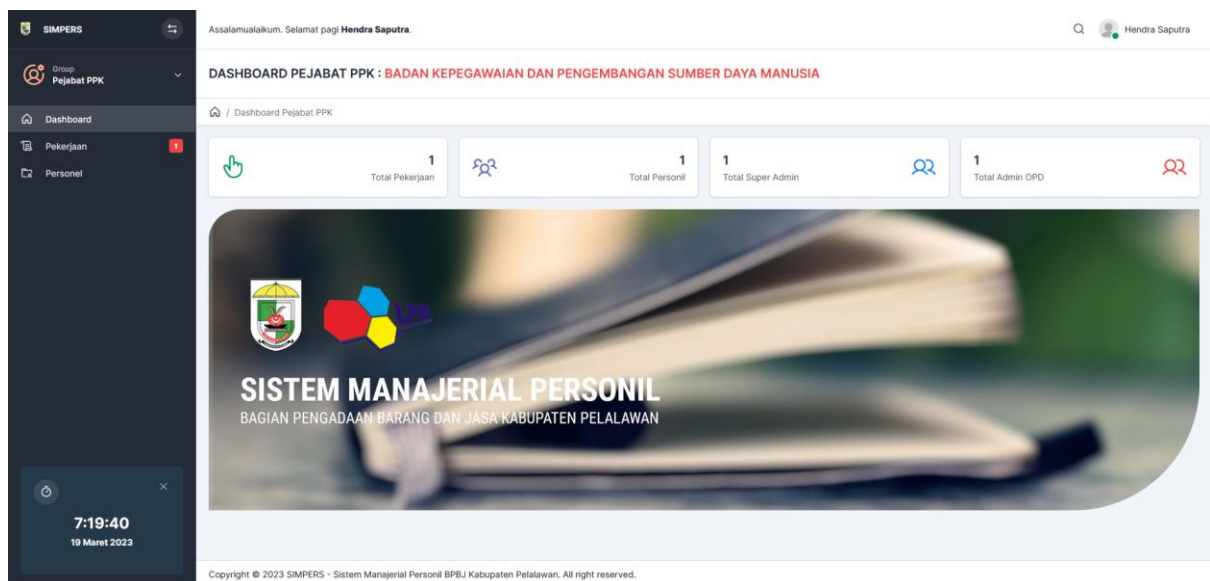 SIMPERS
Group
Pejabat PPK
Dashboard
Pekerjaan
1
Personel
7:19:40
19 Maret 2023
Assalamualaikum. Selamat pagi Hendra Saputra.
Hendra Saputra
DASHBOARD PEJABAT PPK : BADAN KEPEGAWAIAN DAN PENGEMBANGAN SUMBER DAYA MANUSIA
/ Dashboard Pejabat PPK
1
Total Pekerjaan
1
Total Personil
1
Total Super Admin
1
Total Admin OPD
SISTEM MANAJERIAL PERSONIL
BAGIAN PENGADAAN BARANG DAN JASA KABUPATEN PELALAWAN
Copyright © 2023 SIMPERS - Sistem Manajerial Personil BPBJ Kabupaten Pelalawan. All right reserved.